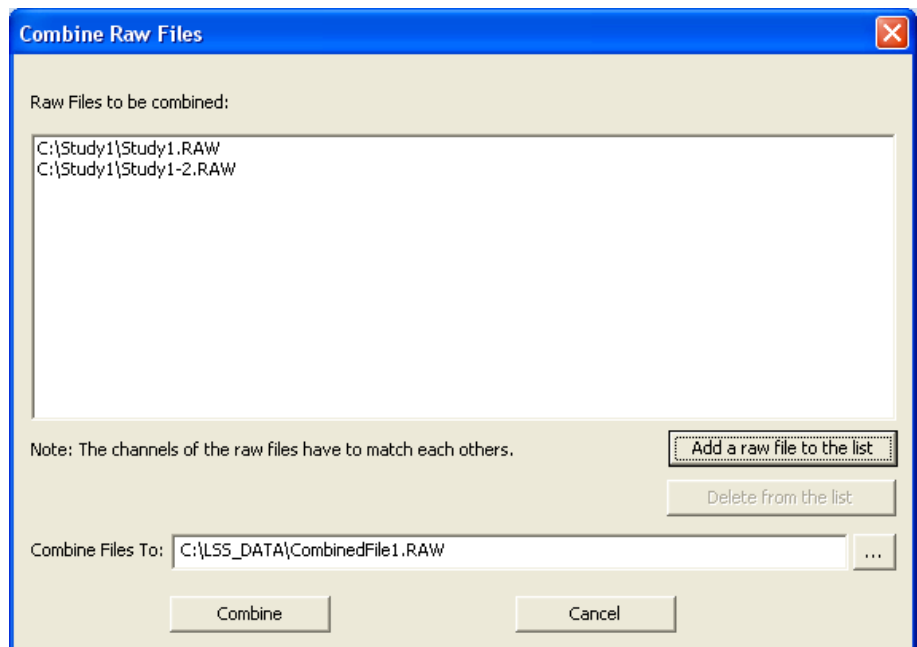 Combine Raw Files
Raw Files to be combined:
C:\Study1\Study1.RAW
C:\Study1\Study1-2.RAW
Note: The channels of the raw files have to match each others.
Add a raw file to the list
Delete from the list
Combine Files To: C:\LSS_DATA\CombinedFile1.RAW ...
Combine Cancel